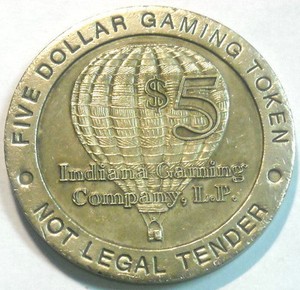 • FIVE DOLLAR GAMING TOKEN •
$5
Indiana Gaming
Company, L.P.
NOT LEGAL TENDER